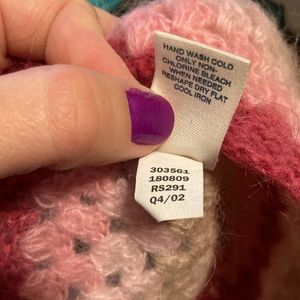 HAND WASH COLD
ONLY NON-
CHLORINE BLEACH
WHEN NEEDED
RESHAPE DRY FLAT
COOL IRON
303561
180809
RS291
Q4/02